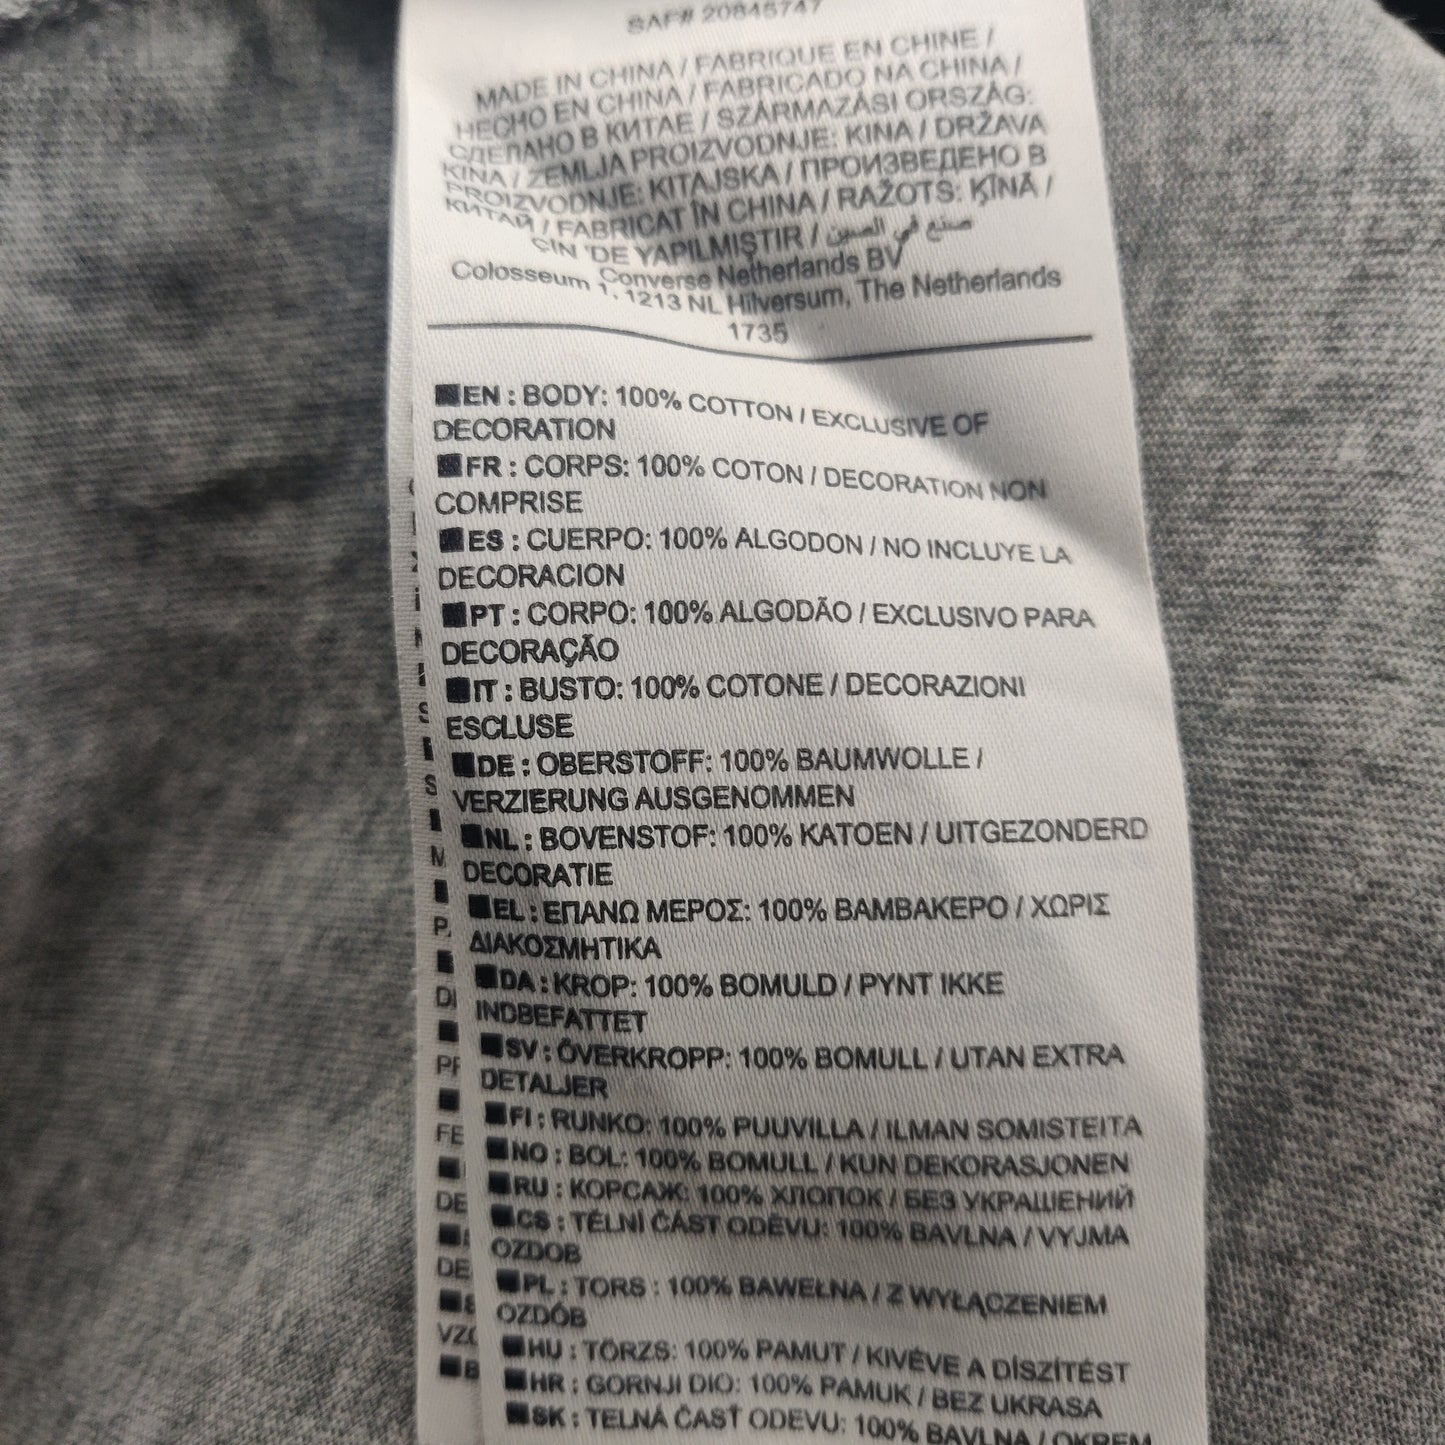 SAF# 20845747
MADE IN CHINA / FABRIQUE EN CHINE /
HECHO EN CHINA / FABRICADO NA CHINA /
СДЕЛАНО В КИТАЕ / SZÁRMAZÁSI ORSZÁG:
KINA / ZEMLJA PROIZVODNJE: KINA / DRŽAVA
PROIZVODNJE: KITAJSKA / ПРОИЗВЕДЕНО В
КИТАЙ / FABRICAT ÎN CHINA / RAŽOTS: ĶĪNĀ /
ÇIN 'DE YAPILMIŞTIR / صنع في الصين
Converse Netherlands BV
Colosseum 1, 1213 NL Hilversum, The Netherlands
1735
EN : BODY: 100% COTTON / EXCLUSIVE OF
DECORATION
FR : CORPS: 100% COTON / DECORATION NON
COMPRISE
ES : CUERPO: 100% ALGODON / NO INCLUYE LA
DECORACION
PT : CORPO: 100% ALGODÃO / EXCLUSIVO PARA
DECORAÇÃO
IT : BUSTO: 100% COTONE / DECORAZIONI
ESCLUSE
DE : OBERSTOFF: 100% BAUMWOLLE /
VERZIERUNG AUSGENOMMEN
NL : BOVENSTOF: 100% KATOEN / UITGEZONDERD
DECORATIE
EL : ΕΠΑΝΩ ΜΕΡΟΣ: 100% ΒΑΜΒΑΚΕΡΟ / ΧΩΡΙΣ
ΔΙΑΚΟΣΜΗΤΙΚΑ
DA : KROP: 100% BOMULD / PYNT IKKE
INDBEFATTET
SV : ÖVERKROPP: 100% BOMULL / UTAN EXTRA
DETALJER
FI : RUNKO: 100% PUUVILLA / ILMAN SOMISTEITA
NO : BOL: 100% BOMULL / KUN DEKORASJONEN
RU : КОРСАЖ: 100% ХЛОПОК / БЕЗ УКРАШЕНИЙ
CS : TĚLNÍ ČÁST ODĚVU: 100% BAVLNA / VYJMA
OZDOB
PL : TORS : 100% BAWEŁNA / Z WYŁĄCZENIEM
OZDÓB
HU : TÖRZS: 100% PAMUT / KIVÉVE A DÍSZÍTÉST
HR : GORNJI DIO: 100% PAMUK / BEZ UKRASA
SK : TELNÁ ČASŤ ODEVU: 100% BAVLNA / OKREM